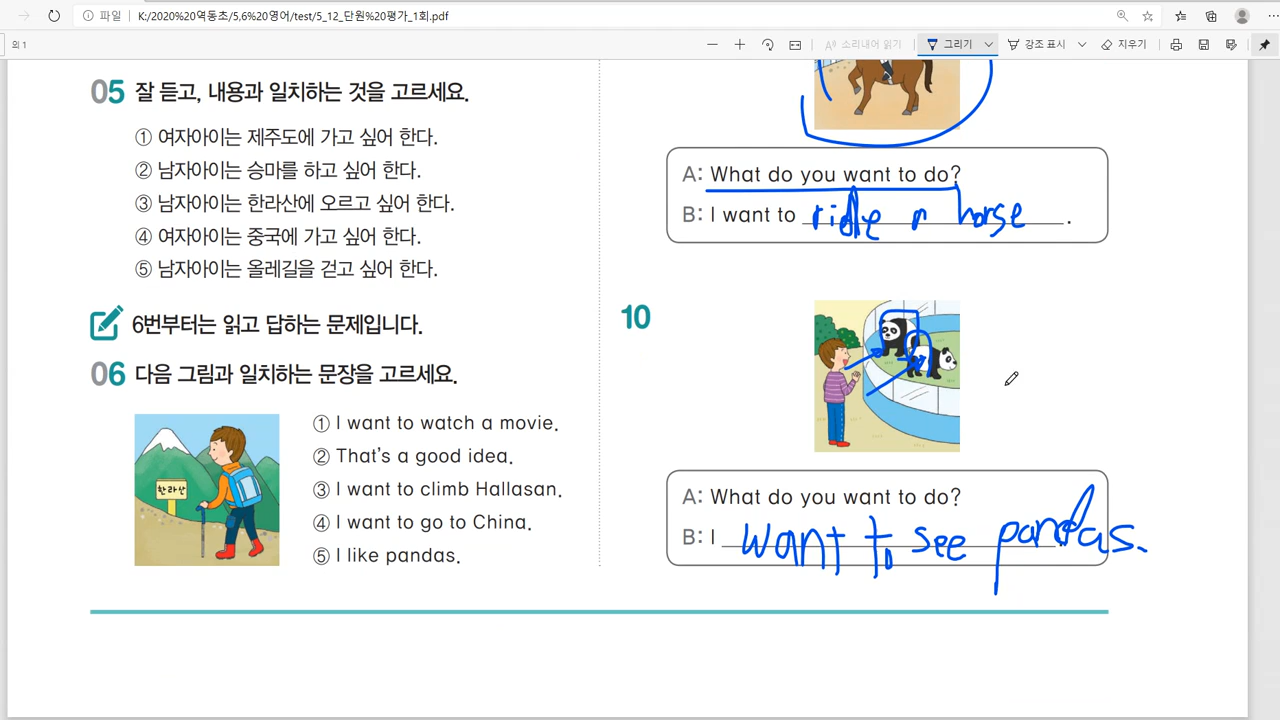 파일
K:/2020%20역동초/5,6%20영어/test/5_12_단원%20평가_1회.pdf
의 1
소리내어 읽기
그리기
강조 표시
지우기
05 잘 듣고, 내용과 일치하는 것을 고르세요.
① 여자아이는 제주도에 가고 싶어 한다.
② 남자아이는 승마를 하고 싶어 한다.
③ 남자아이는 한라산에 오르고 싶어 한다.
④ 여자아이는 중국에 가고 싶어 한다.
⑤ 남자아이는 올레길을 걷고 싶어 한다.
6번부터는 읽고 답하는 문제입니다.
06 다음 그림과 일치하는 문장을 고르세요.
한라산
① I want to watch a movie.
② That's a good idea.
③ I want to climb Hallasan.
④ I want to go to China.
⑤ I like pandas.
A: What do you want to do?
B: I want to ride a horse.
10
A: What do you want to do?
B: I want to see pandas.